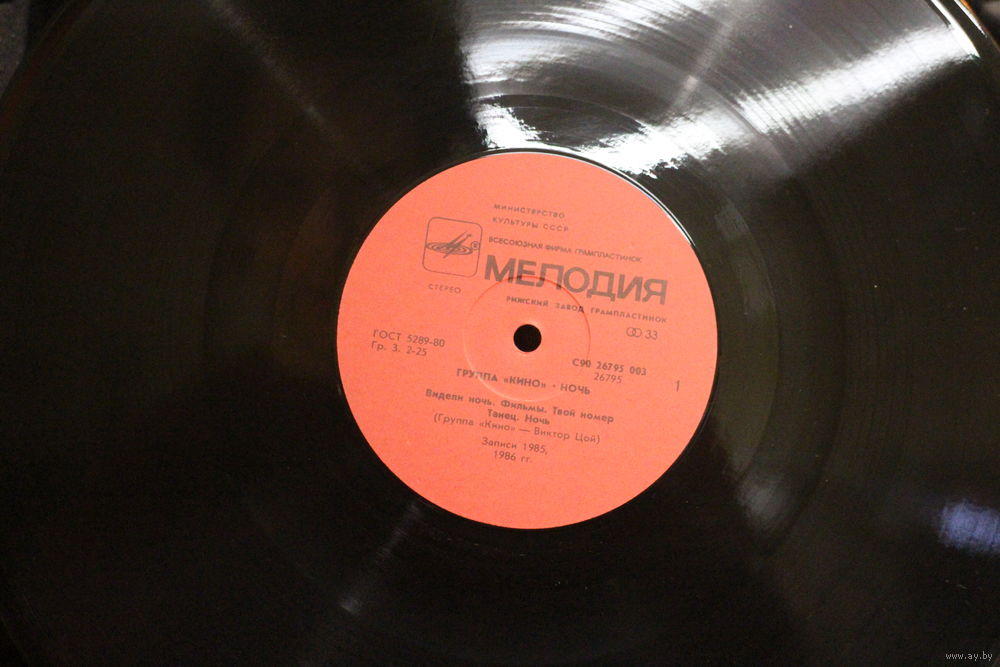 МИНИСТЕРСТВО
КУЛЬТУРЫ СССР
ВСЕСОЮЗНАЯ ФИРМА ГРАМПЛАСТИНОК
МЕЛОДИЯ
®
СТЕРЕО
РИЖСКИЙ ЗАВОД ГРАМПЛАСТИНОК
33
ГОСТ 5289-80
Гр. 3. 2-25
С90 26795 003
26795
1
ГРУППА «КИНО» · НОЧЬ
Видели ночь. Фильмы. Твой номер
Танец. Ночь
(Группа «Кино» — Виктор Цой)
Записи 1985,
1986 гг.
www.ay.by